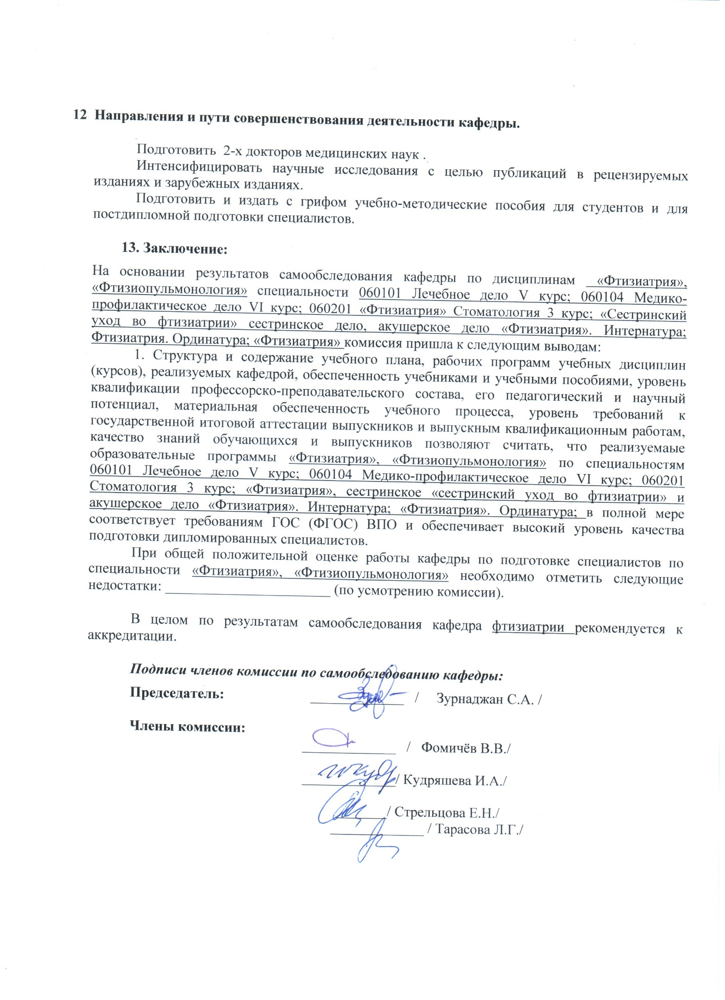 12  Направления и пути совершенствования деятельности кафедры.
Подготовить  2-х докторов медицинских наук .
Интенсифицировать научные исследования с целью публикаций в рецензируемых
изданиях и зарубежных изданиях.
Подготовить и издать с грифом учебно-методические пособия для студентов и для
постдипломной подготовки специалистов.
13. Заключение:
На основании результатов самообследования кафедры по дисциплинам «Фтизиатрия»,
«Фтизиопульмонология» специальности 060101 Лечебное дело V курс; 060104 Медико-
профилактическое дело VI курс; 060201 «Фтизиатрия» Стоматология 3 курс; «Сестринский
уход во фтизиатрии» сестринское дело, акушерское дело «Фтизиатрия». Интернатура;
Фтизиатрия. Ординатура; «Фтизиатрия» комиссия пришла к следующим выводам:
1. Структура и содержание учебного плана, рабочих программ учебных дисциплин
(курсов), реализуемых кафедрой, обеспеченность учебниками и учебными пособиями, уровень
квалификации профессорско-преподавательского состава, его педагогический и научный
потенциал, материальная обеспеченность учебного процесса, уровень требований к
государственной итоговой аттестации выпускников и выпускным квалификационным работам,
качество знаний обучающихся и выпускников позволяют считать, что реализуемаые
образовательные программы «Фтизиатрия», «Фтизиопульмонология» по специальностям
060101 Лечебное дело V курс; 060104 Медико-профилактическое дело VI курс; 060201
Стоматология 3 курс; «Фтизиатрия», сестринское «сестринский уход во фтизиатрии» и
акушерское дело «Фтизиатрия». Интернатура; «Фтизиатрия». Ординатура; в полной мере
соответствует требованиям ГОС (ФГОС) ВПО и обеспечивает высокий уровень качества
подготовки дипломированных специалистов.
При общей положительной оценке работы кафедры по подготовке специалистов по
специальности «Фтизиатрия», «Фтизиопульмонология» необходимо отметить следующие
недостатки: _______________________ (по усмотрению комиссии).
В целом по результатам самообследования кафедра фтизиатрии рекомендуется к
аккредитации.
Подписи членов комиссии по самообследованию кафедры:
Председатель: _____________ / Зурнаджан С.А. /
Члены комиссии:
_____________ / Фомичёв В.В./
_____________/ Кудряшева И.А./
_______/ Стрельцова Е.Н./
_____________ / Тарасова Л.Г./